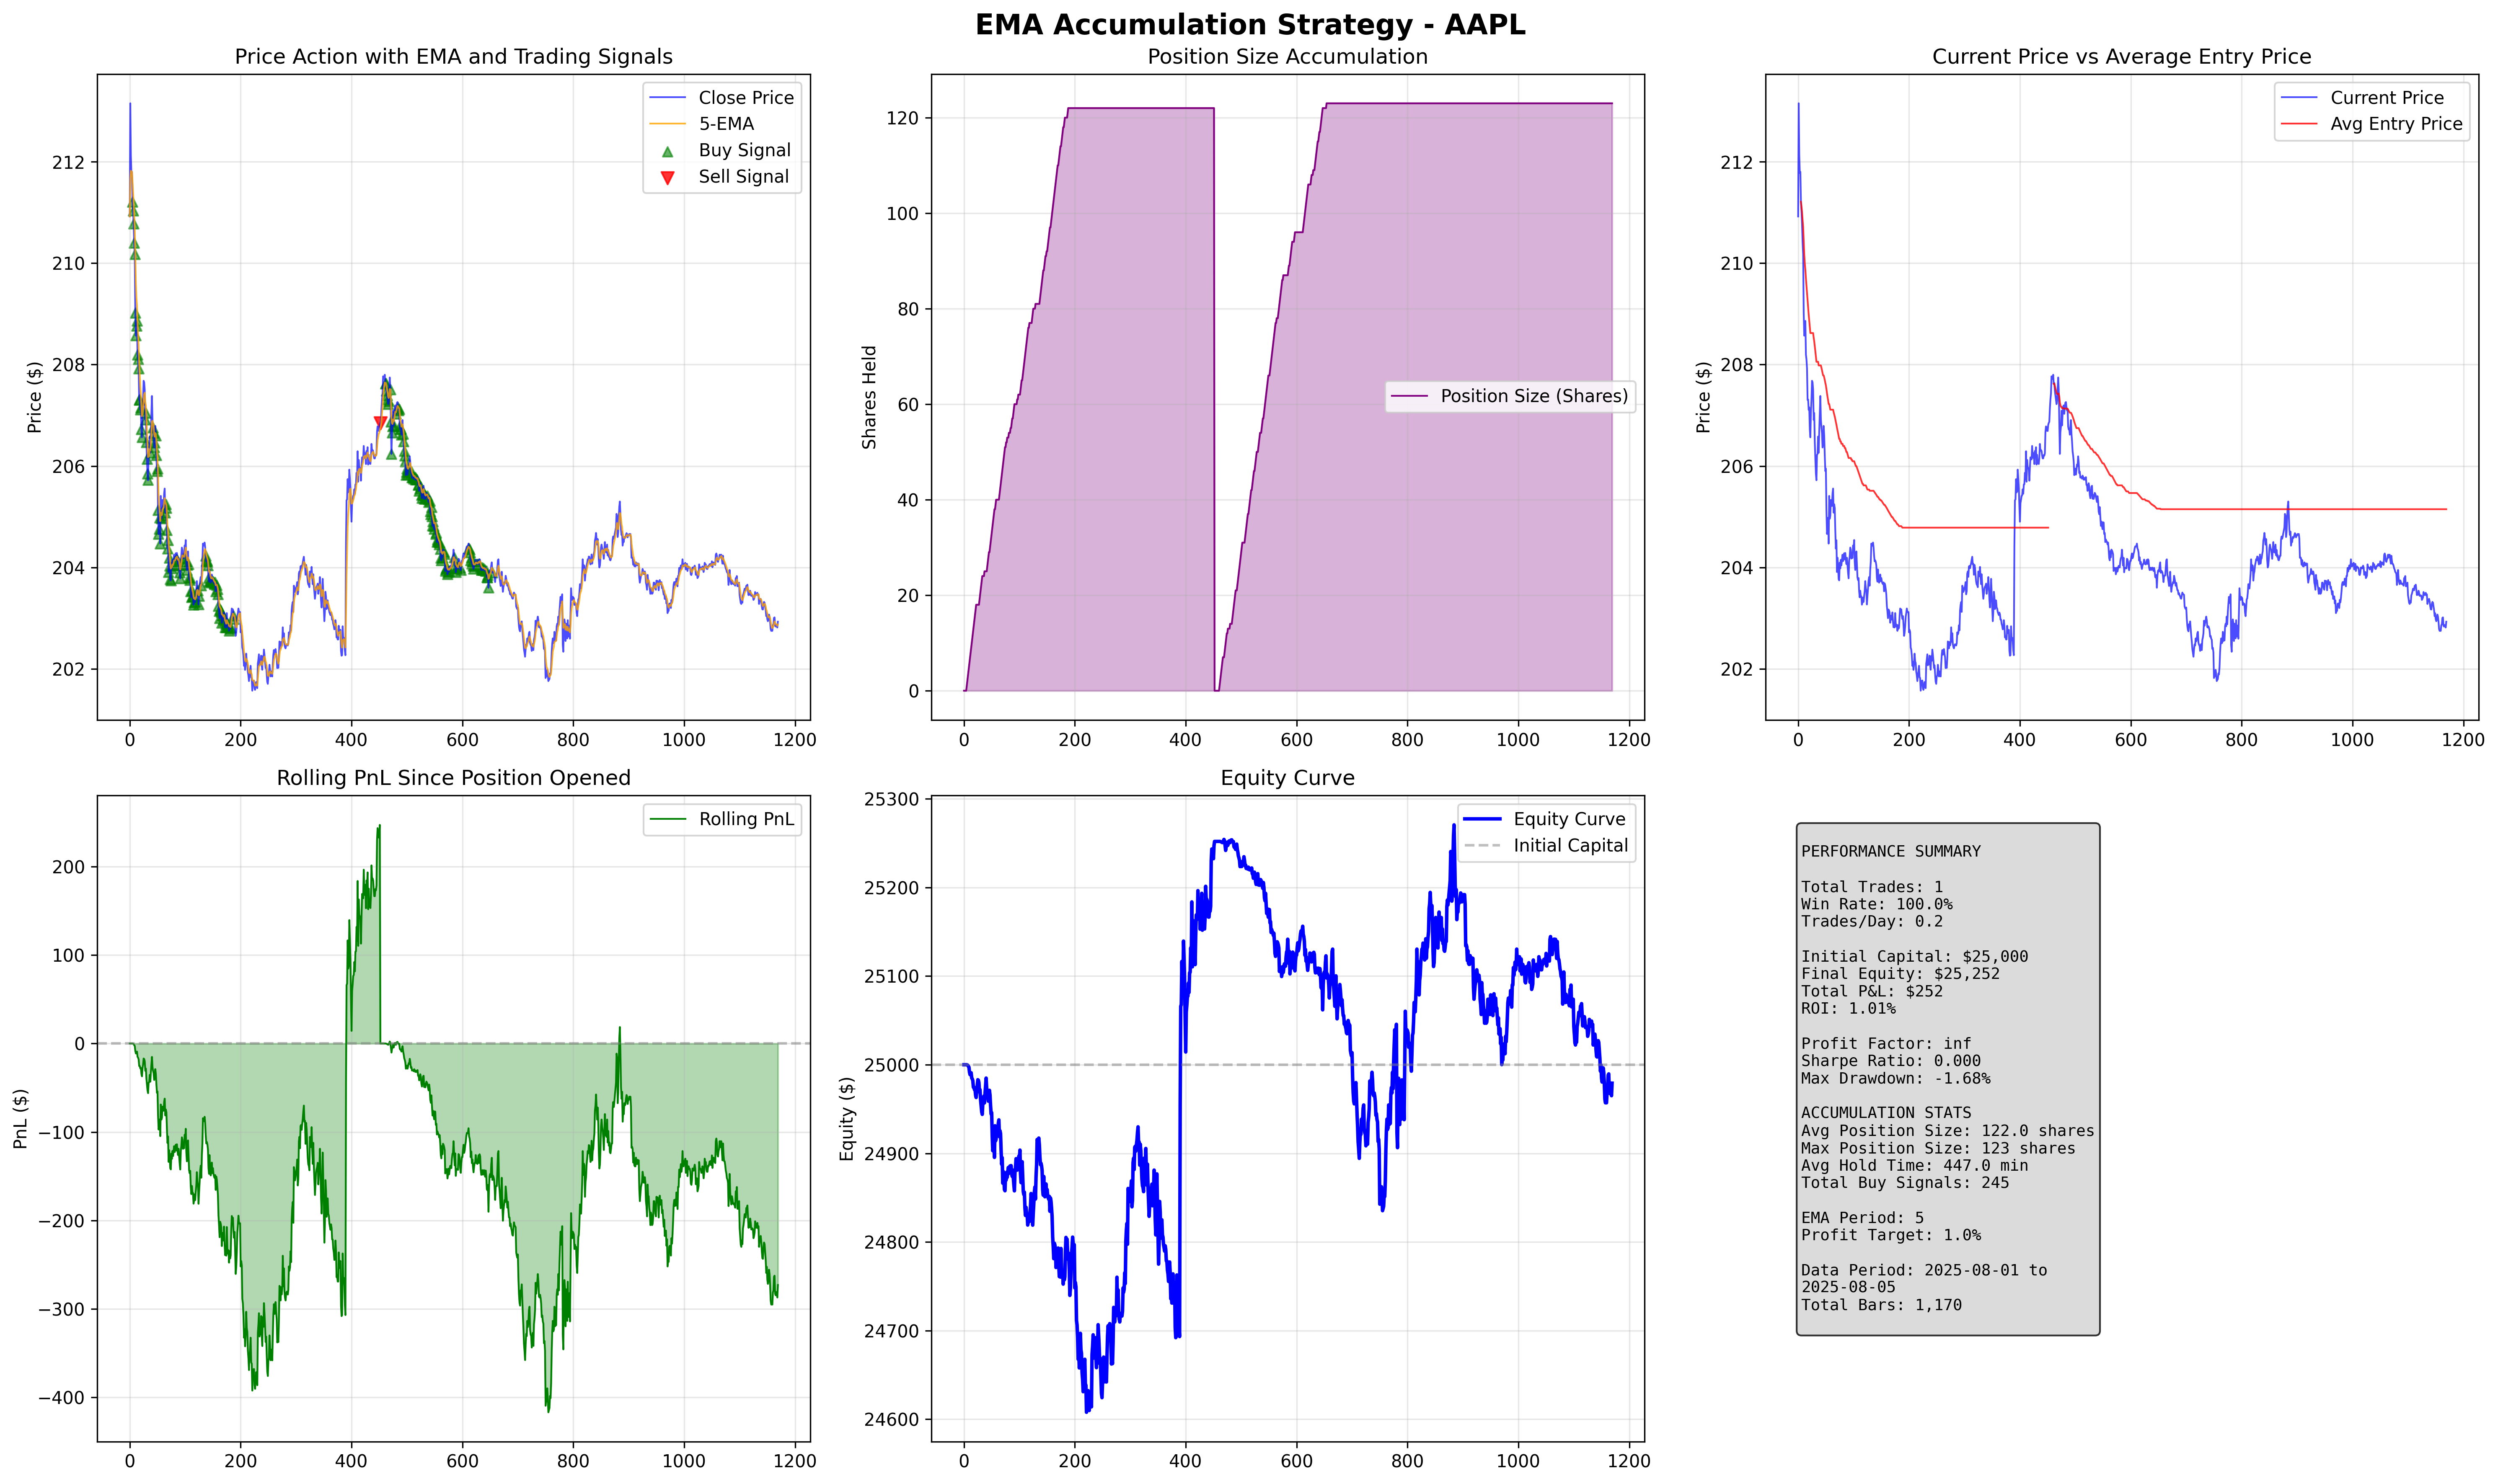 EMA Accumulation Strategy - AAPL
Price Action with EMA and Trading Signals
Price ($)
212
210
208
206
204
202
0 200 400 600 800 1000 1200
Close Price
5-EMA
Buy Signal
Sell Signal
Position Size Accumulation
Shares Held
120
100
80
60
40
20
0
0 200 400 600 800 1000 1200
Position Size (Shares)
Current Price vs Average Entry Price
Price ($)
212
210
208
206
204
202
0 200 400 600 800 1000 1200
Current Price
Avg Entry Price
Rolling PnL Since Position Opened
PnL ($)
200
100
0
−100
−200
−300
−400
0 200 400 600 800 1000 1200
Rolling PnL
Equity Curve
Equity ($)
25300
25200
25100
25000
24900
24800
24700
24600
0 200 400 600 800 1000 1200
Equity Curve
Initial Capital
PERFORMANCE SUMMARY
Total Trades: 1
Win Rate: 100.0%
Trades/Day: 0.2
Initial Capital: $25,000
Final Equity: $25,252
Total P&L: $252
ROI: 1.01%
Profit Factor: inf
Sharpe Ratio: 0.000
Max Drawdown: -1.68%
ACCUMULATION STATS
Avg Position Size: 122.0 shares
Max Position Size: 123 shares
Avg Hold Time: 447.0 min
Total Buy Signals: 245
EMA Period: 5
Profit Target: 1.0%
Data Period: 2025-08-01 to
2025-08-05
Total Bars: 1,170